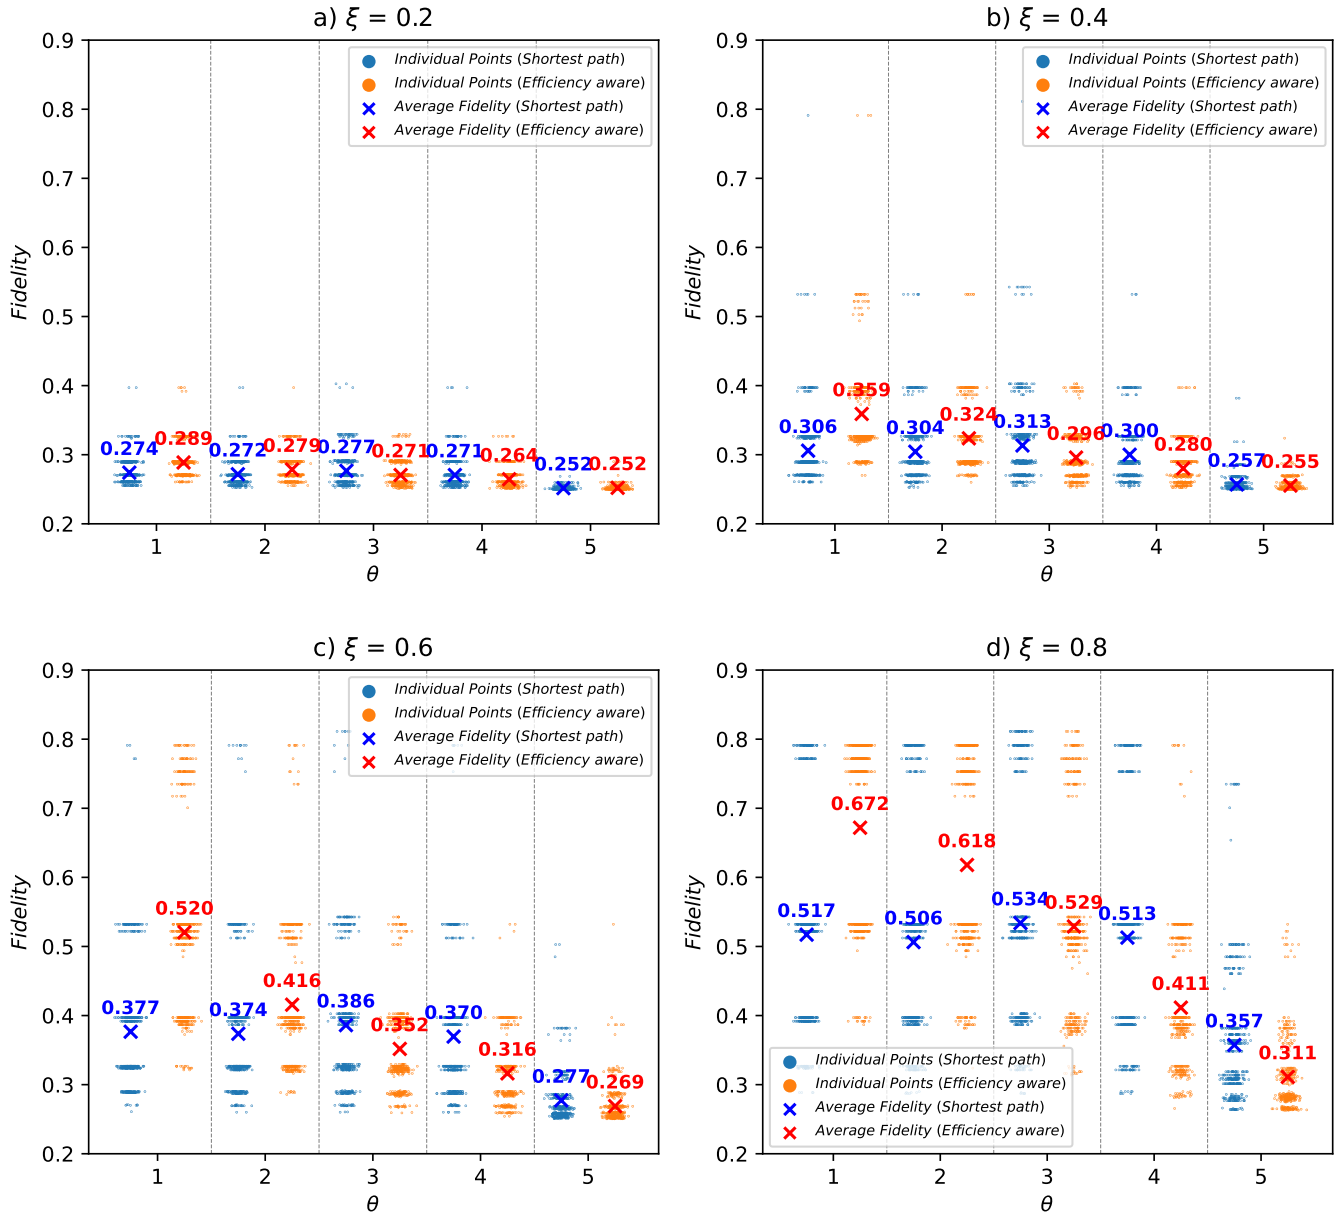 a) ξ = 0.2
Fidelity
0.9
0.8
0.7
0.6
0.5
0.4
0.3
0.2
Individual Points (Shortest path)
Individual Points (Efficiency aware)
Average Fidelity (Shortest path)
Average Fidelity (Efficiency aware)
0.274 0.289 0.272 0.279 0.277 0.271 0.271 0.264 0.252 0.252
1 2 3 4 5
θ
b) ξ = 0.4
Fidelity
0.9
0.8
0.7
0.6
0.5
0.4
0.3
0.2
Individual Points (Shortest path)
Individual Points (Efficiency aware)
Average Fidelity (Shortest path)
Average Fidelity (Efficiency aware)
0.306 0.359 0.304 0.324 0.313 0.296 0.300 0.280 0.257 0.255
1 2 3 4 5
θ
c) ξ = 0.6
Fidelity
0.9
0.8
0.7
0.6
0.5
0.4
0.3
0.2
Individual Points (Shortest path)
Individual Points (Efficiency aware)
Average Fidelity (Shortest path)
Average Fidelity (Efficiency aware)
0.377 0.520 0.374 0.416 0.386 0.352 0.370 0.316 0.277 0.269
1 2 3 4 5
θ
d) ξ = 0.8
Fidelity
0.9
0.8
0.7
0.6
0.5
0.4
0.3
0.2
0.517 0.672 0.506 0.618 0.534 0.529 0.513 0.411 0.357 0.311
Individual Points (Shortest path)
Individual Points (Efficiency aware)
Average Fidelity (Shortest path)
Average Fidelity (Efficiency aware)
1 2 3 4 5
θ